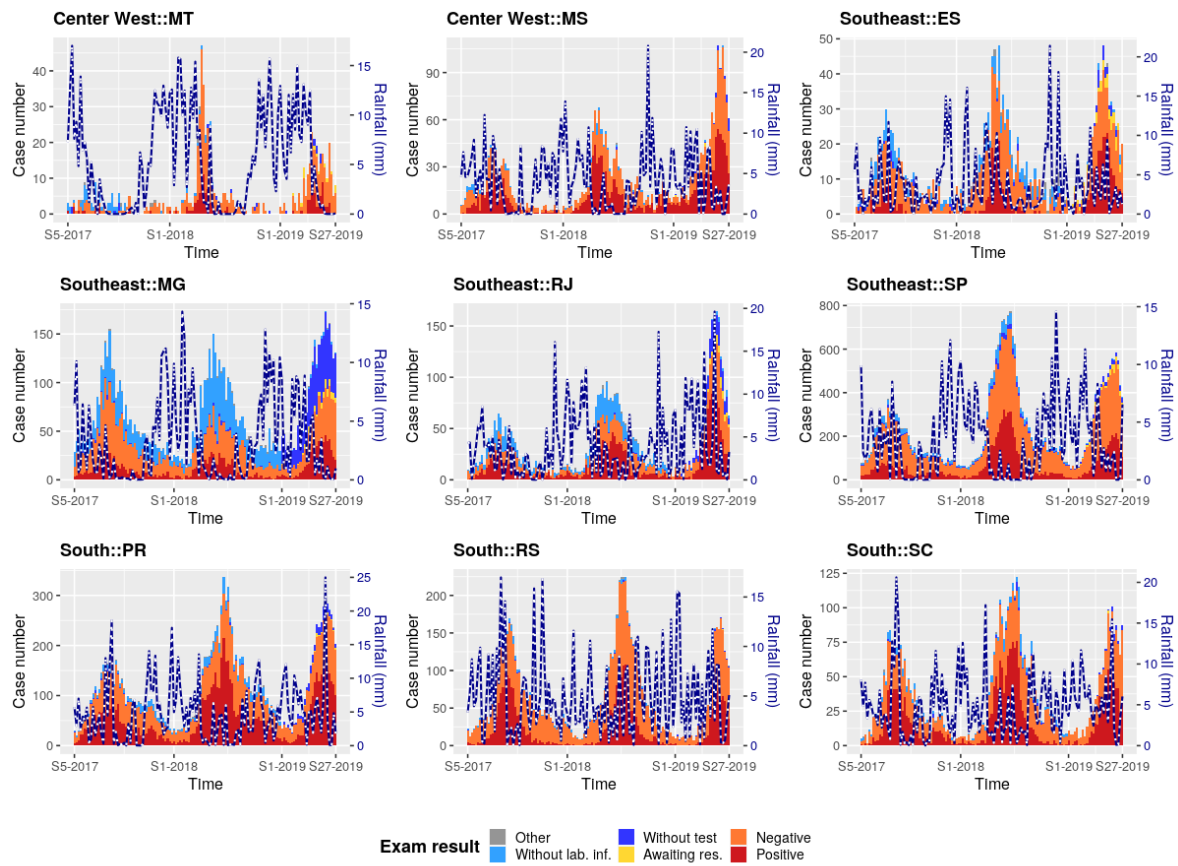 Center West::MT
Center West::MS
Southeast::ES
Case number
40
30
20
10
0
15
10
5
0
Rainfall (mm)
S5-2017 S1-2018 S1-2019 S27-2019
Time
Case number
90
60
30
0
20
15
10
5
0
Rainfall (mm)
S5-2017 S1-2018 S1-2019 S27-2019
Time
Case number
50
40
30
20
10
0
20
15
10
5
0
Rainfall (mm)
S5-2017 S1-2018 S1-2019 S27-2019
Time
Southeast::MG
Southeast::RJ
Southeast::SP
Case number
150
100
50
0
15
10
5
0
Rainfall (mm)
S5-2017 S1-2018 S1-2019 S27-2019
Time
Case number
150
100
50
0
20
15
10
5
0
Rainfall (mm)
S5-2017 S1-2018 S1-2019 S27-2019
Time
Case number
800
600
400
200
0
15
10
5
0
Rainfall (mm)
S5-2017 S1-2018 S1-2019 S27-2019
Time
South::PR
South::RS
South::SC
Case number
300
200
100
0
25
20
15
10
5
0
Rainfall (mm)
S5-2017 S1-2018 S1-2019 S27-2019
Time
Case number
200
150
100
50
0
15
10
5
0
Rainfall (mm)
S5-2017 S1-2018 S1-2019 S27-2019
Time
Case number
125
100
75
50
25
0
20
15
10
5
0
Rainfall (mm)
S5-2017 S1-2018 S1-2019 S27-2019
Time
Exam result
Other
Without lab. inf.
Without test
Awaiting res.
Negative
Positive